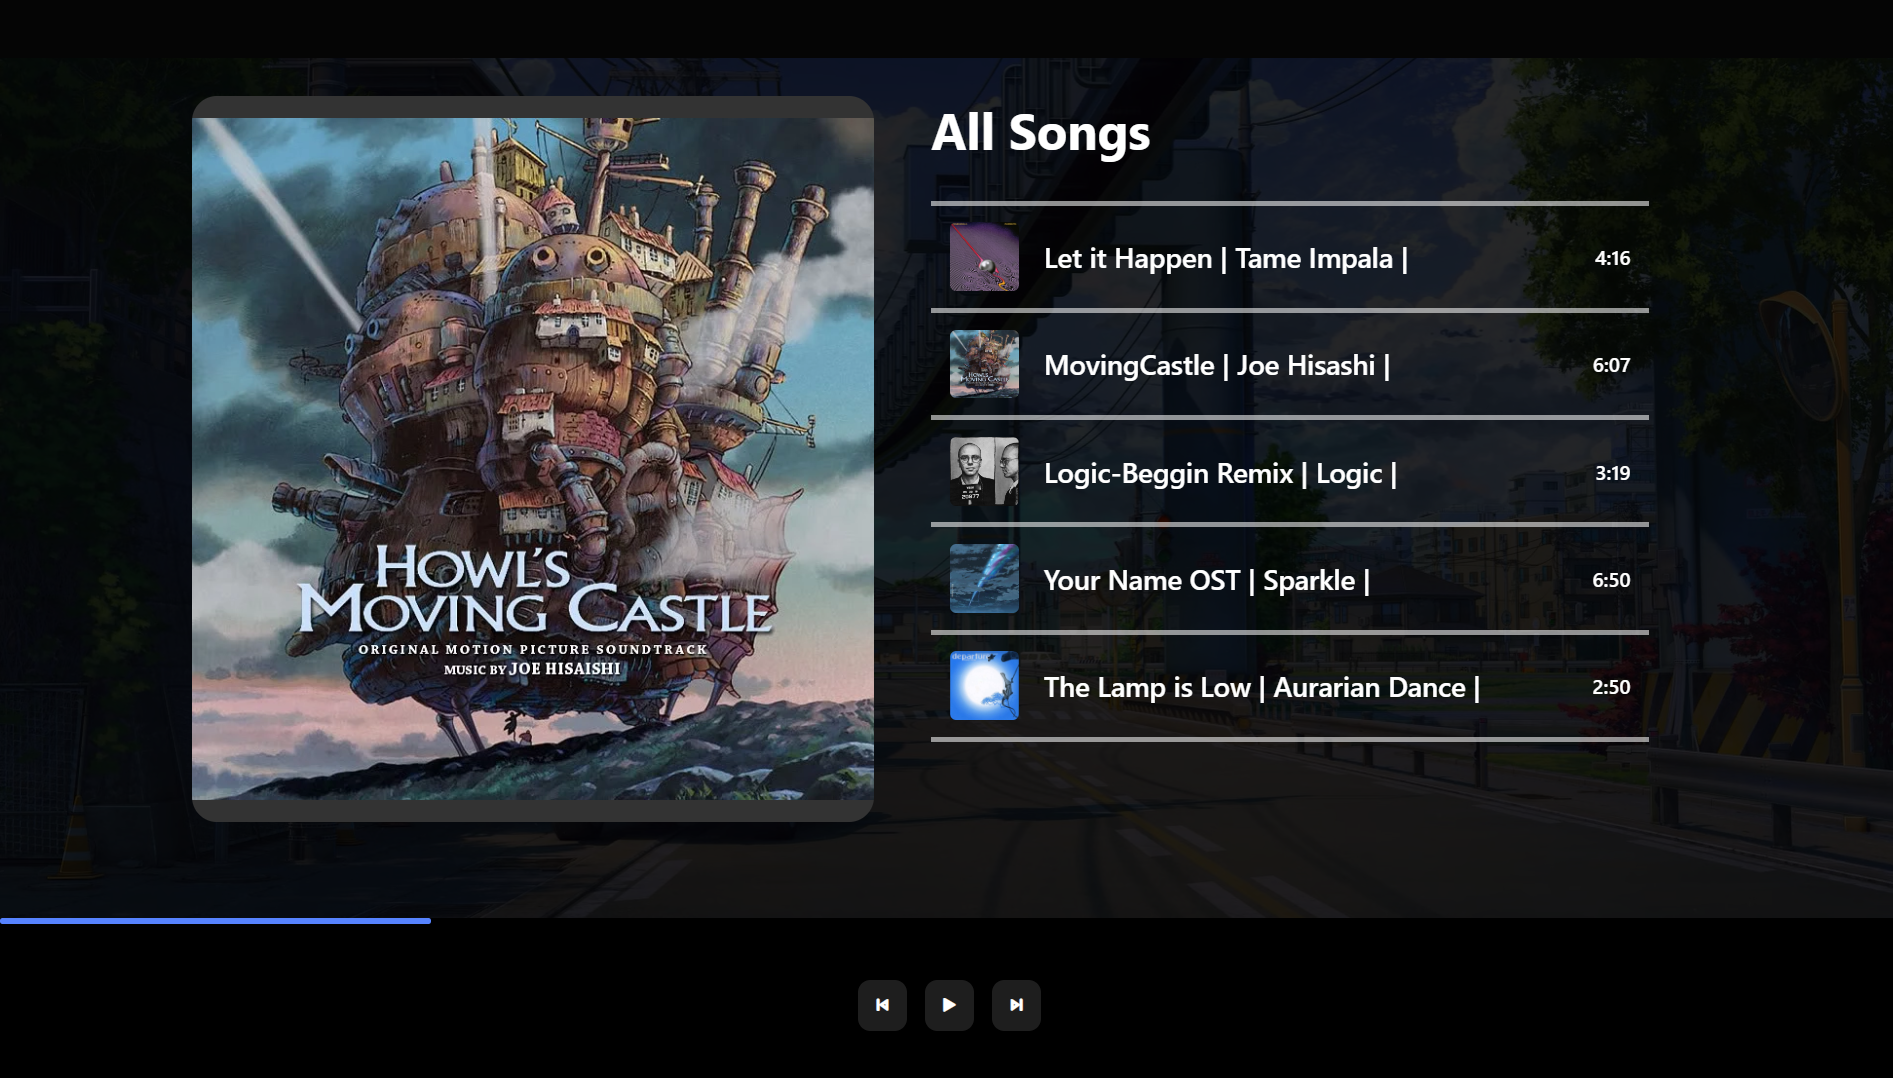 HOWL'S
MOVING CASTLE
ORIGINAL MOTION PICTURE SOUNDTRACK
MUSIC BY JOE HISAISHI
All Songs
Let it Happen | Tame Impala | 4:16
MovingCastle | Joe Hisashi | 6:07
Logic-Beggin Remix | Logic | 3:19
Your Name OST | Sparkle | 6:50
The Lamp is Low | Aurarian Dance | 2:50